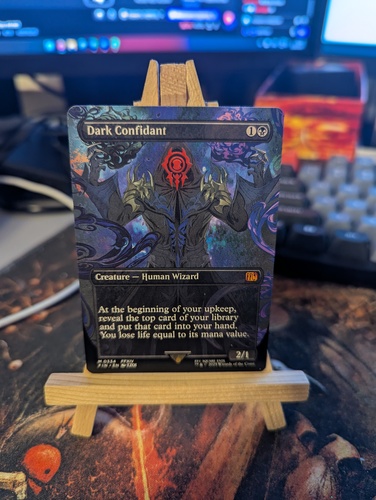 Dark Confidant 1
Creature — Human Wizard
At the beginning of your upkeep,
reveal the top card of your library
and put that card into your hand.
You lose life equal to its mana value.
2/1